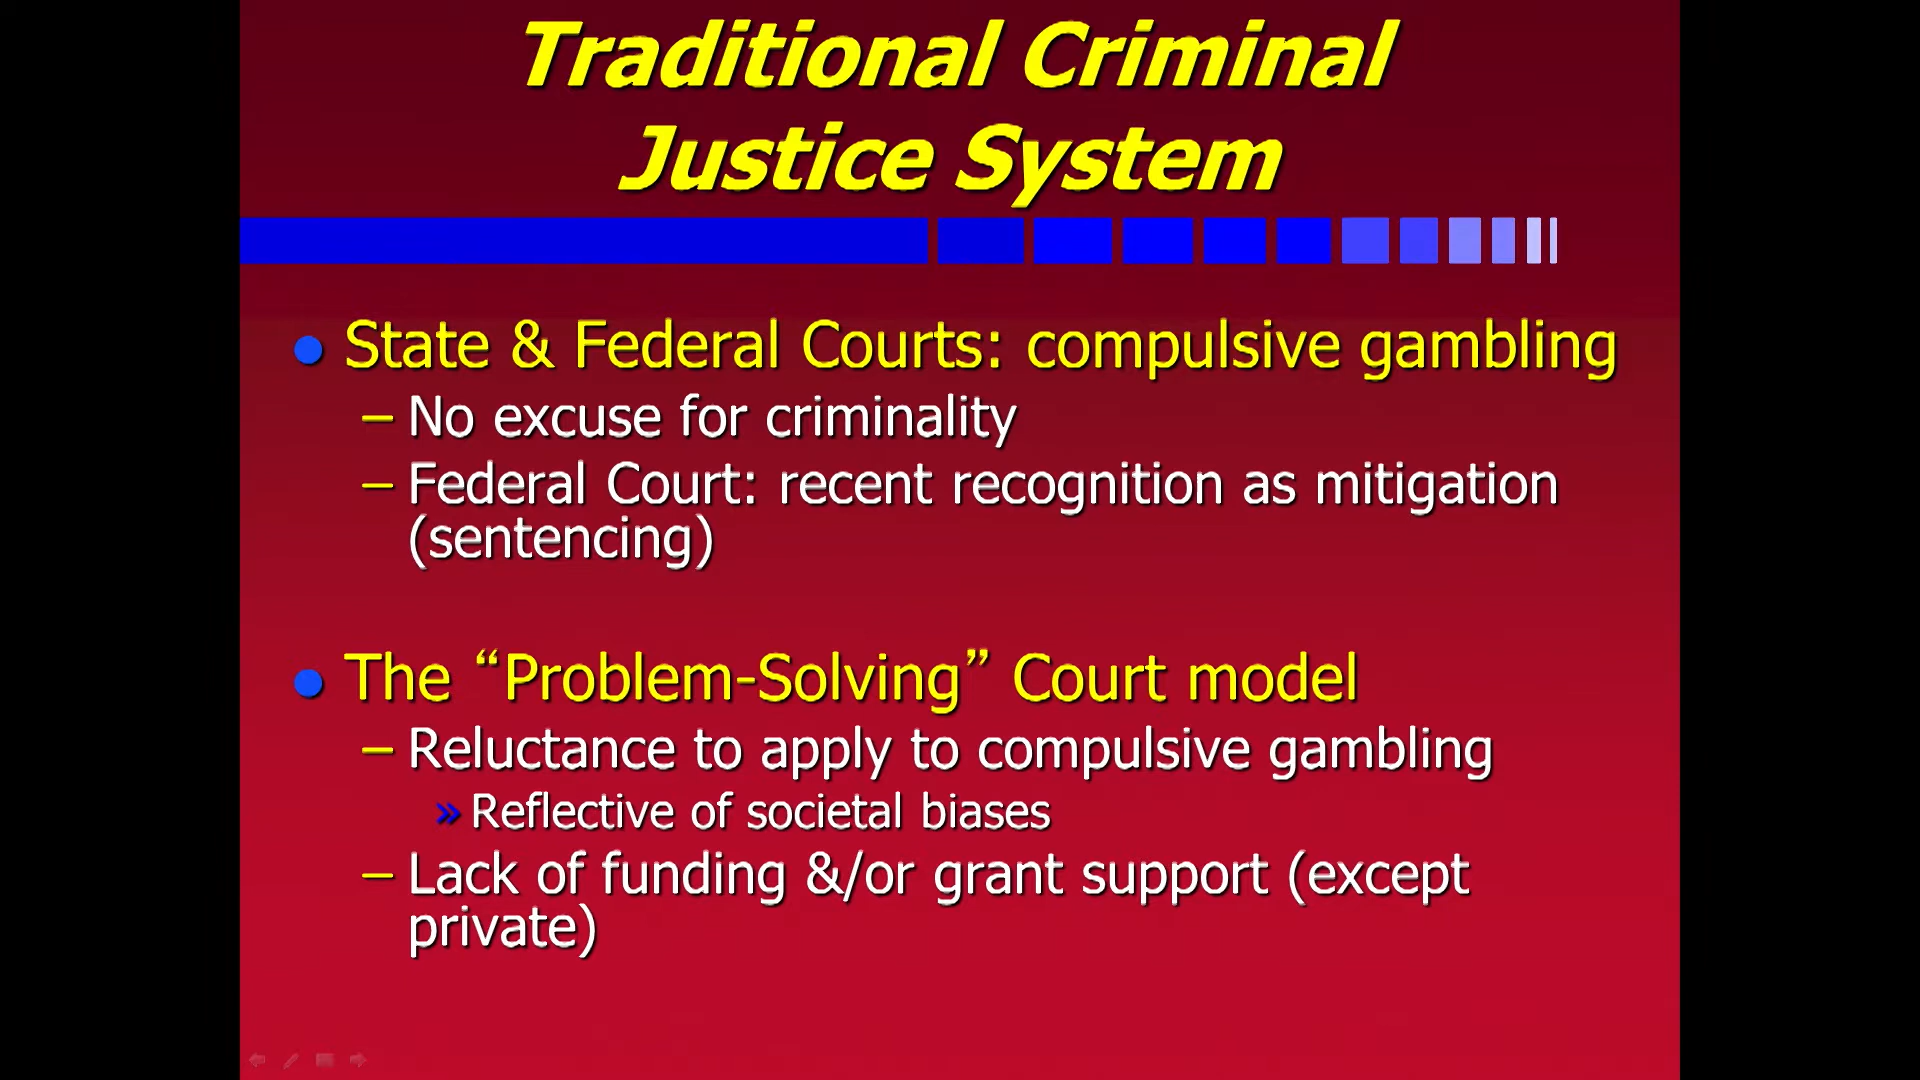 Traditional Criminal
Justice System
State & Federal Courts: compulsive gambling
– No excuse for criminality
– Federal Court: recent recognition as mitigation
(sentencing)
The “Problem-Solving” Court model
– Reluctance to apply to compulsive gambling
» Reflective of societal biases
– Lack of funding &/or grant support (except
private)